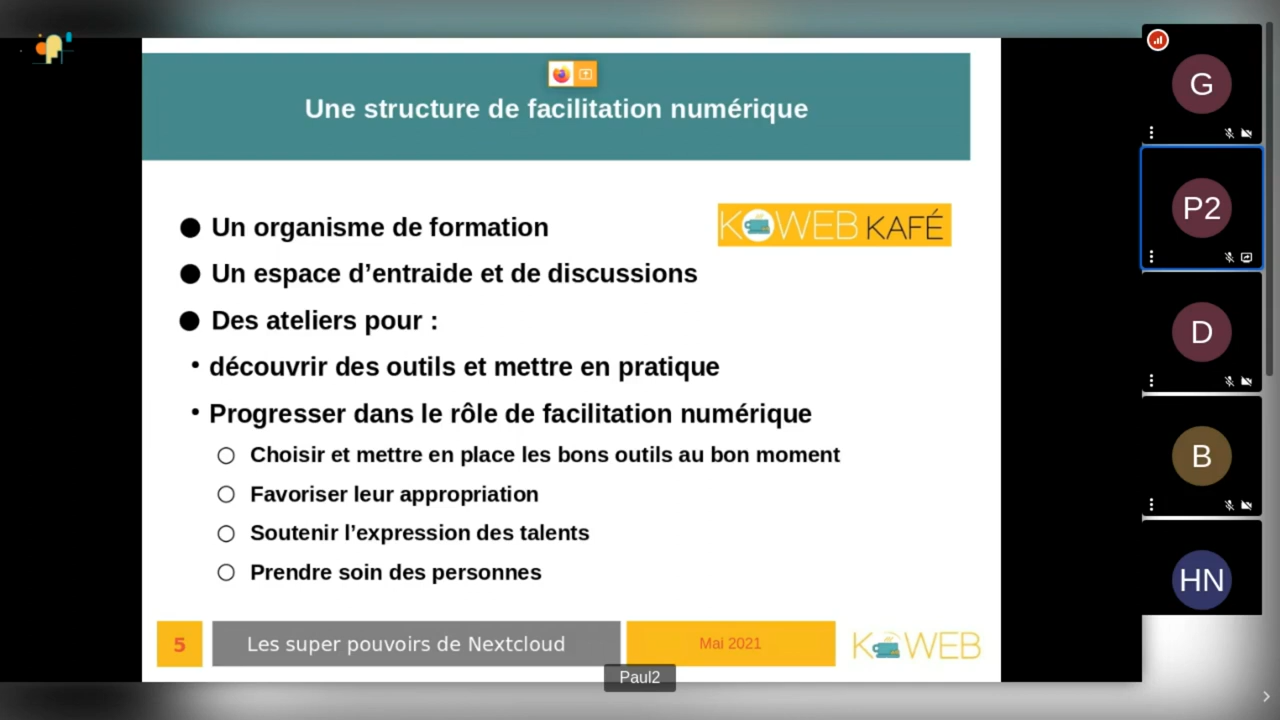 Une structure de facilitation numérique
● Un organisme de formation
KOWEB KAFÉ
● Un espace d’entraide et de discussions
● Des ateliers pour :
• découvrir des outils et mettre en pratique
• Progresser dans le rôle de facilitation numérique
○ Choisir et mettre en place les bons outils au bon moment
○ Favoriser leur appropriation
○ Soutenir l’expression des talents
○ Prendre soin des personnes
5
Les super pouvoirs de Nextcloud
Mai 2021
KOWEB
Paul2
G
P2
D
B
HN